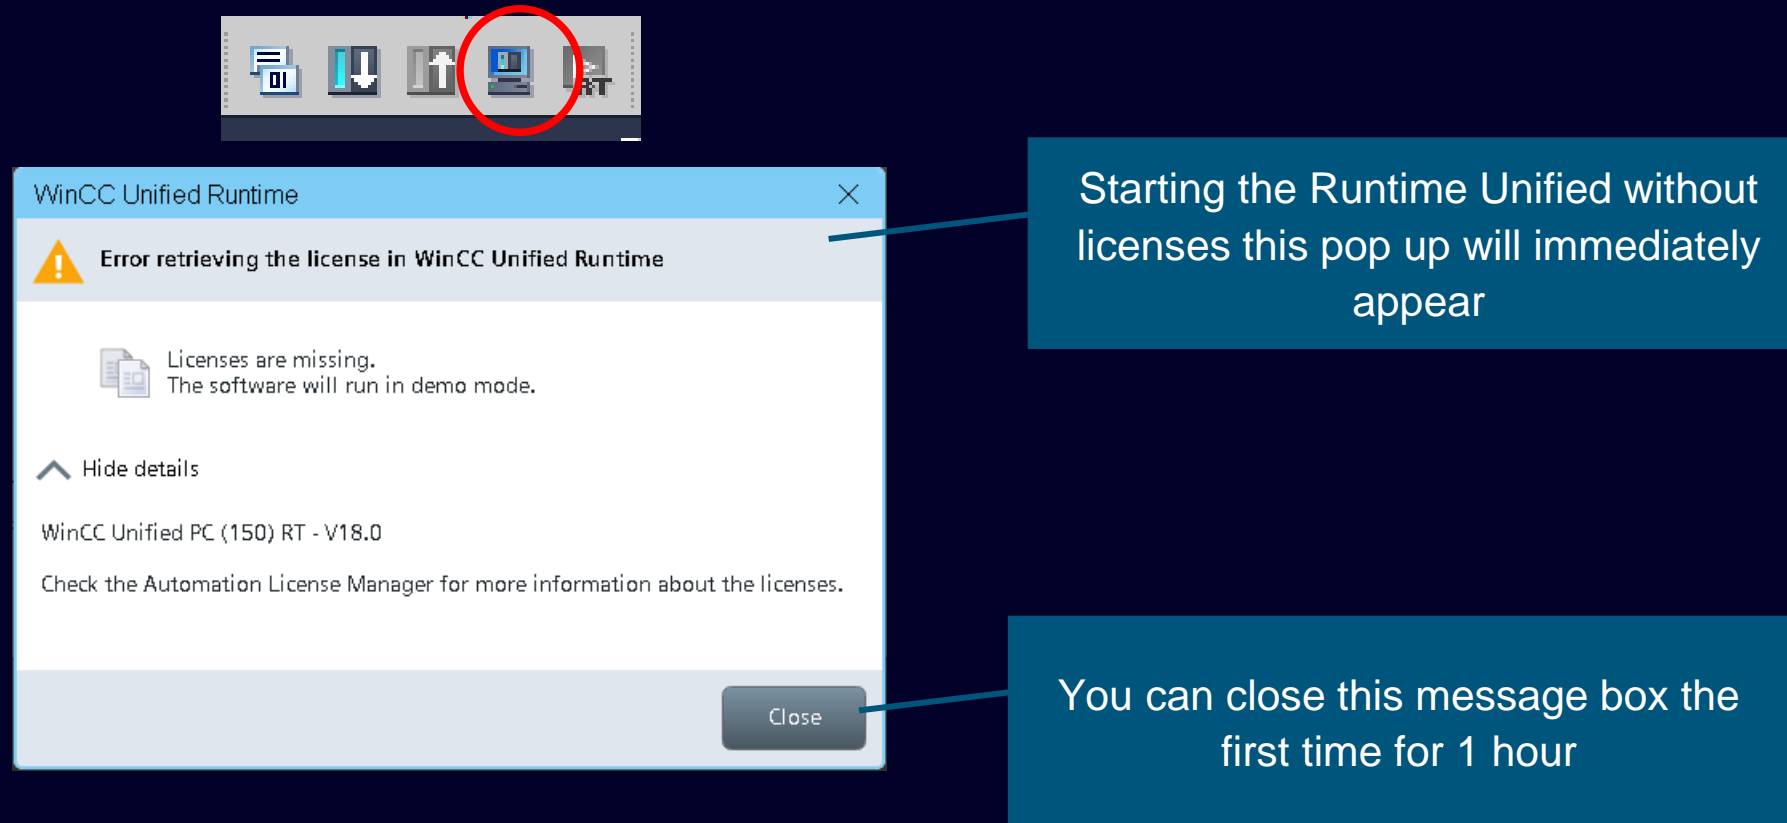 01
RT
WinCC Unified Runtime
Error retrieving the license in WinCC Unified Runtime
Licenses are missing.
The software will run in demo mode.
Hide details
WinCC Unified PC (150) RT - V18.0
Check the Automation License Manager for more information about the licenses.
Close
Starting the Runtime Unified without
licenses this pop up will immediately
appear
You can close this message box the
first time for 1 hour